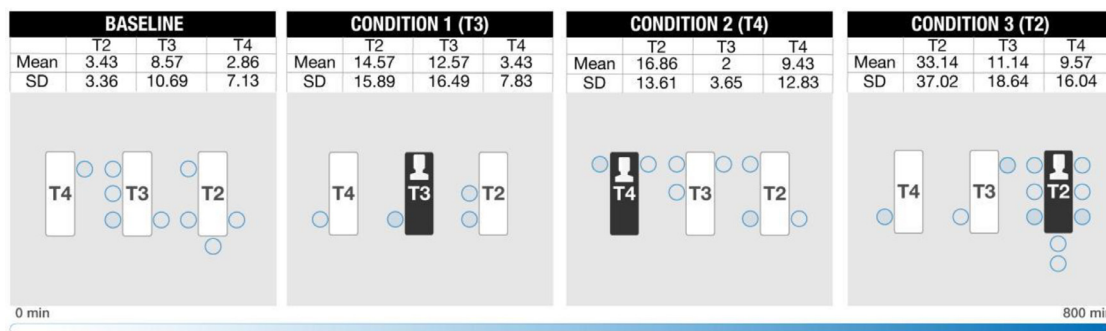 BASELINE
T2 T3 T4
Mean 3.43 8.57 2.86
SD 3.36 10.69 7.13
T4 T3 T2
CONDITION 1 (T3)
T2 T3 T4
Mean 14.57 12.57 3.43
SD 15.89 16.49 7.83
T4 T3 T2
CONDITION 2 (T4)
T2 T3 T4
Mean 16.86 2 9.43
SD 13.61 3.65 12.83
T4 T3 T2
CONDITION 3 (T2)
T2 T3 T4
Mean 33.14 11.14 9.57
SD 37.02 18.64 16.04
T4 T3 T2
0 min 800 min